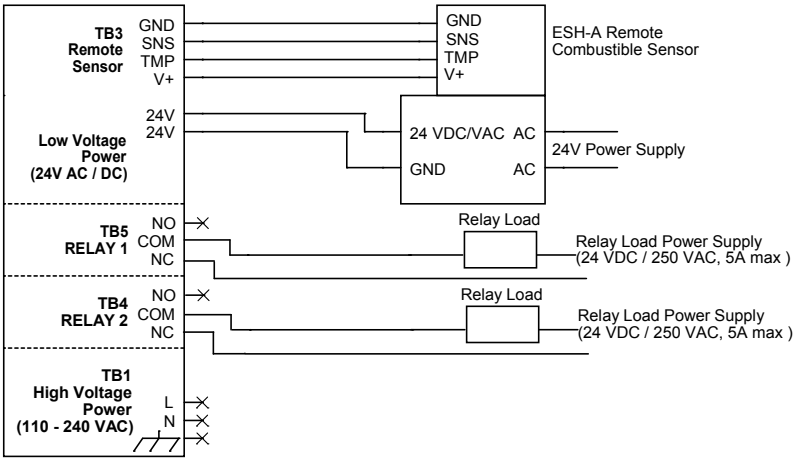 TB3
Remote
Sensor
GND
SNS
TMP
V+
GND
SNS
TMP
V+
ESH-A Remote
Combustible Sensor
Low Voltage
Power
(24V AC / DC)
24V
24V
24 VDC/VAC AC
GND AC
24V Power Supply
TB5
RELAY 1
NO
COM
NC
Relay Load
Relay Load Power Supply
(24 VDC / 250 VAC, 5A max )
TB4
RELAY 2
NO
COM
NC
Relay Load
Relay Load Power Supply
(24 VDC / 250 VAC, 5A max )
TB1
High Voltage
Power
(110 - 240 VAC)
L
N